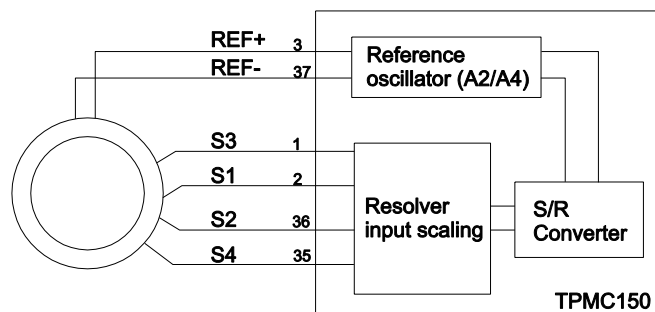 REF+ 3
REF- 37
Reference
oscillator (A2/A4)
S3 1
S1 2
S2 36
S4 35
Resolver
input scaling
S/R
Converter
TPMC150